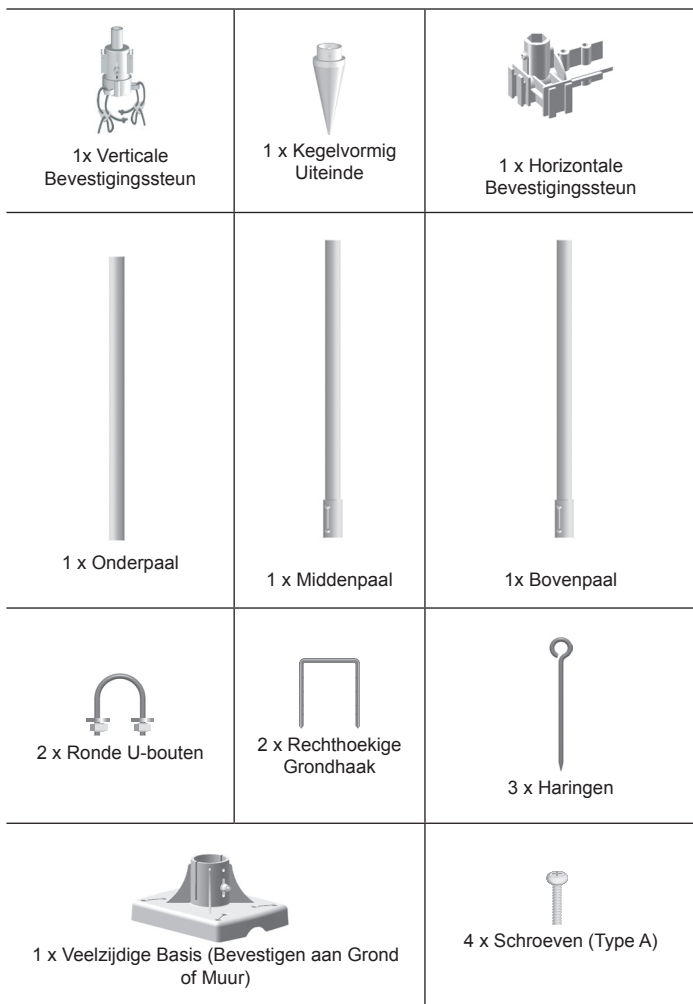 1x Verticale
Bevestigingssteun
1 x Kegelvormig
Uiteinde
1 x Horizontale
Bevestigingssteun
1 x Onderpaal
1 x Middenpaal
1x Bovenpaal
2 x Ronde U-bouten
2 x Rechthoekige
Grondhaak
3 x Haringen
1 x Veelzijdige Basis (Bevestigen aan Grond
of Muur)
4 x Schroeven (Type A)